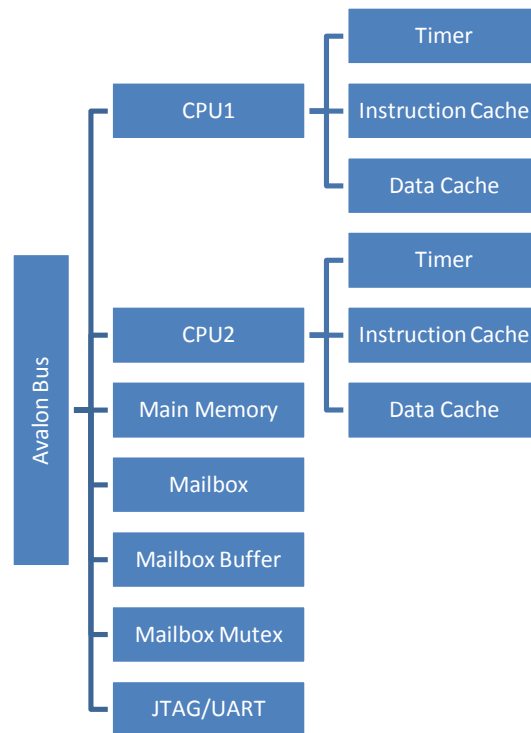 Avalon Bus
CPU1
Timer
Instruction Cache
Data Cache
CPU2
Timer
Instruction Cache
Data Cache
Main Memory
Mailbox
Mailbox Buffer
Mailbox Mutex
JTAG/UART